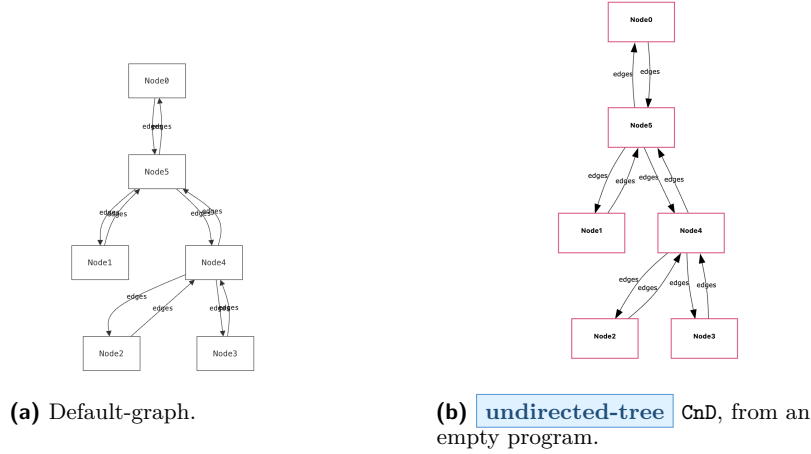 Node0
edges
edges
Node5
edges
edges
edges
edges
Node1
Node4
edges
edges
edges
edges
Node2
Node3
(a) Default-graph.
Node0
edges
edges
Node5
edges
edges
edges
edges
Node1
Node4
edges
edges
edges
edges
Node2
Node3
(b) undirected-tree CnD, from an
empty program.